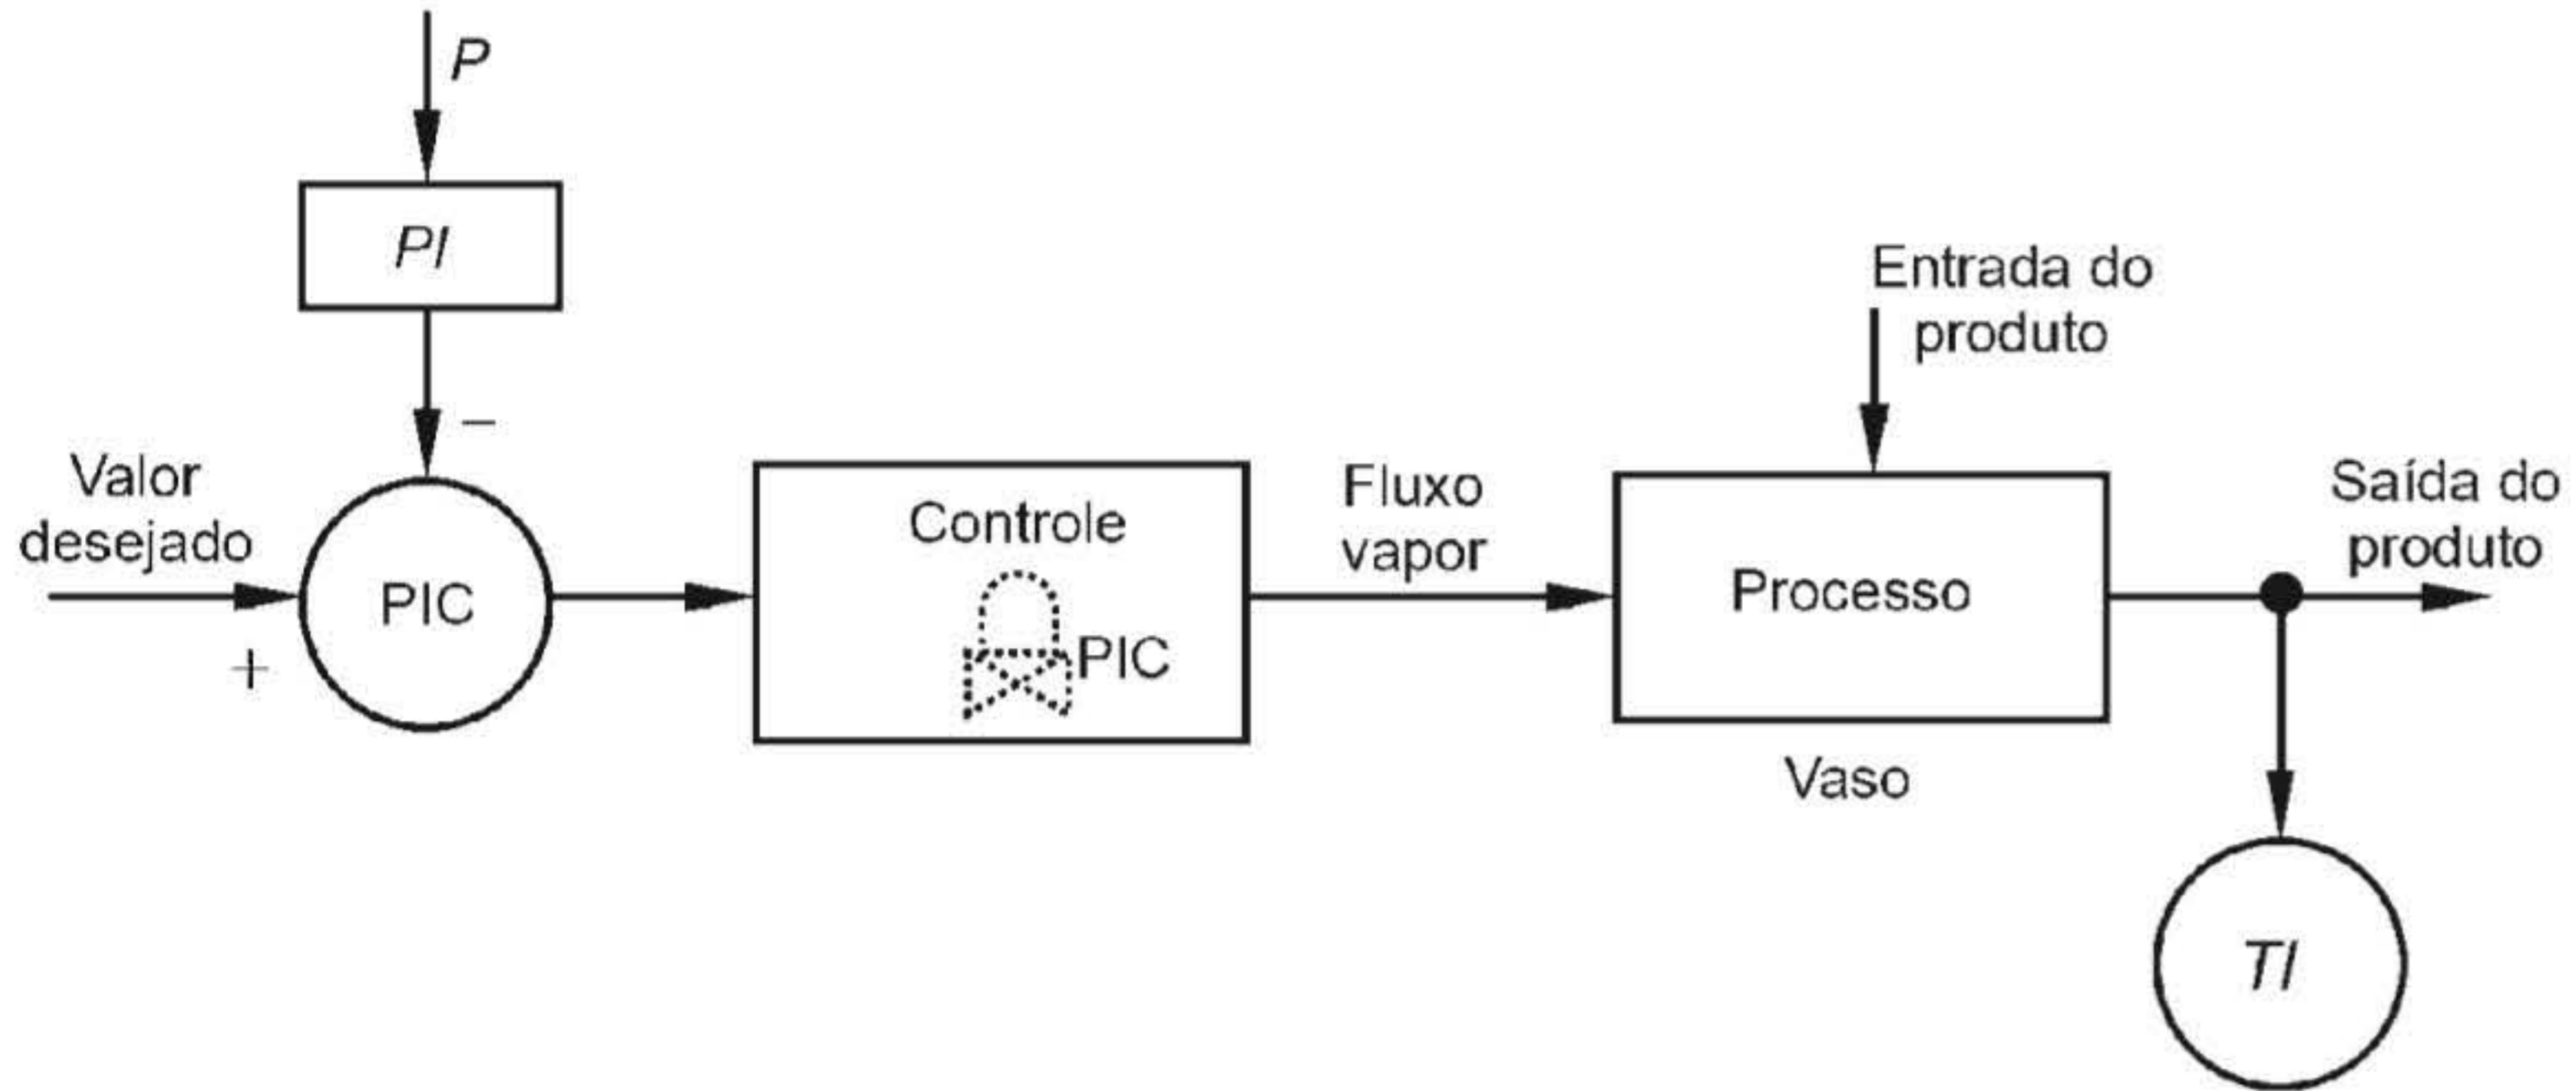 P
PI
−
Valor
desejado
+
PIC
Controle
PIC
Fluxo
vapor
Entrada do
produto
Processo
Vaso
Saída do
produto
TI